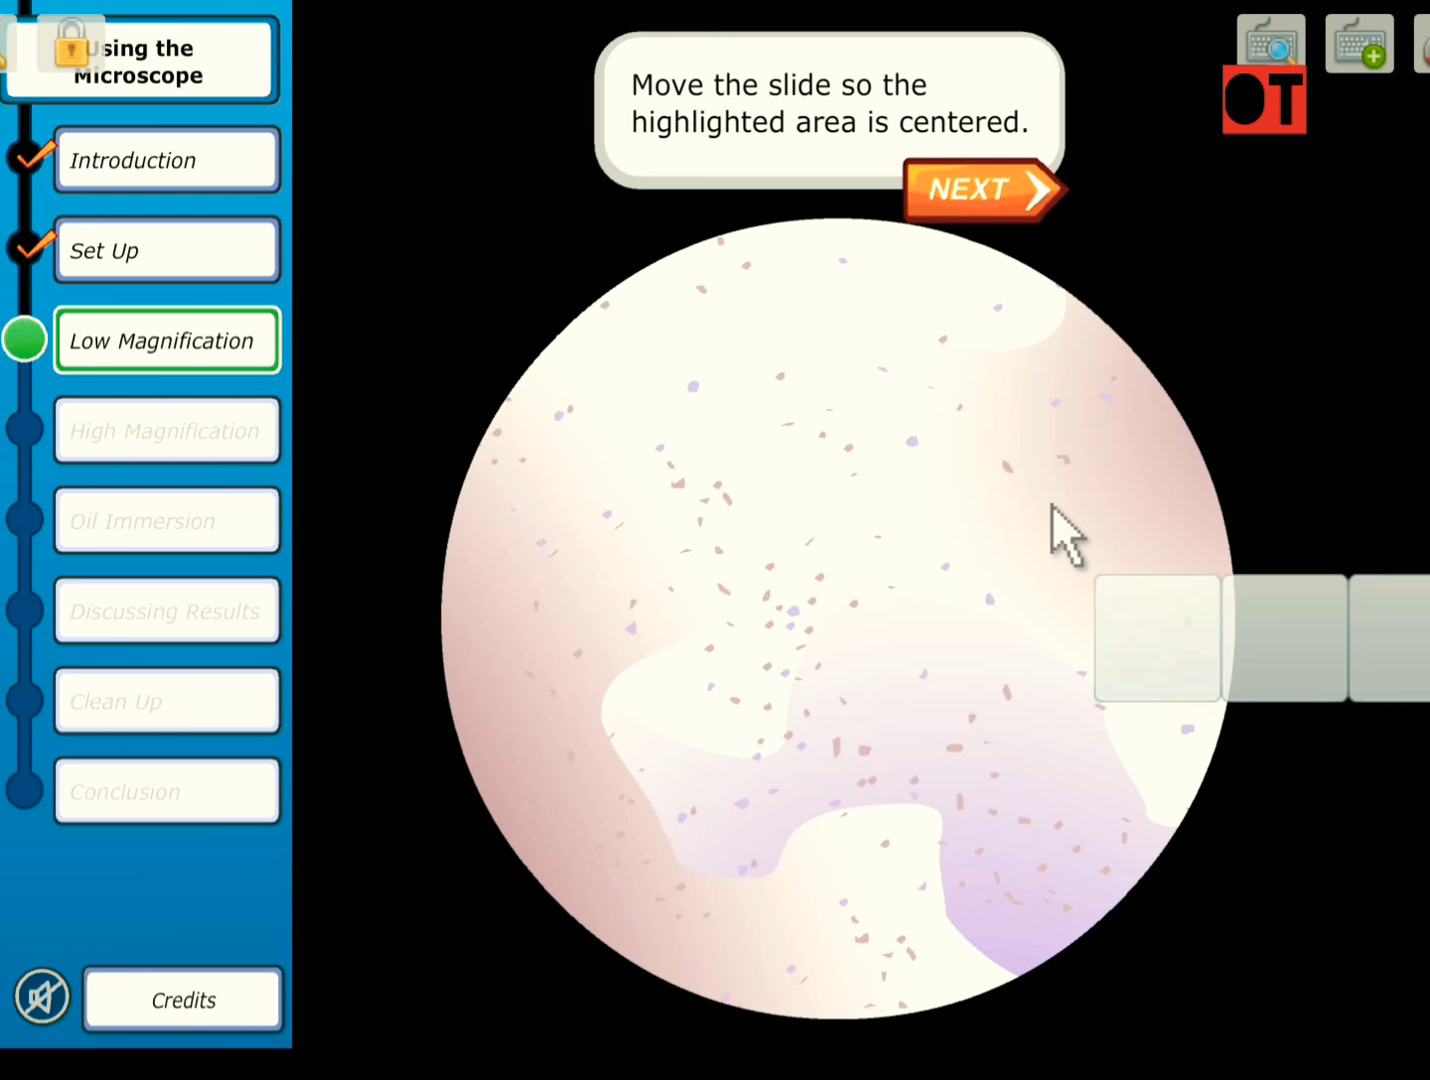 Using the
Microscope
Introduction
Set Up
Low Magnification
High Magnification
Oil Immersion
Discussing Results
Clean Up
Conclusion
Credits
Move the slide so the
highlighted area is centered.
NEXT
OT